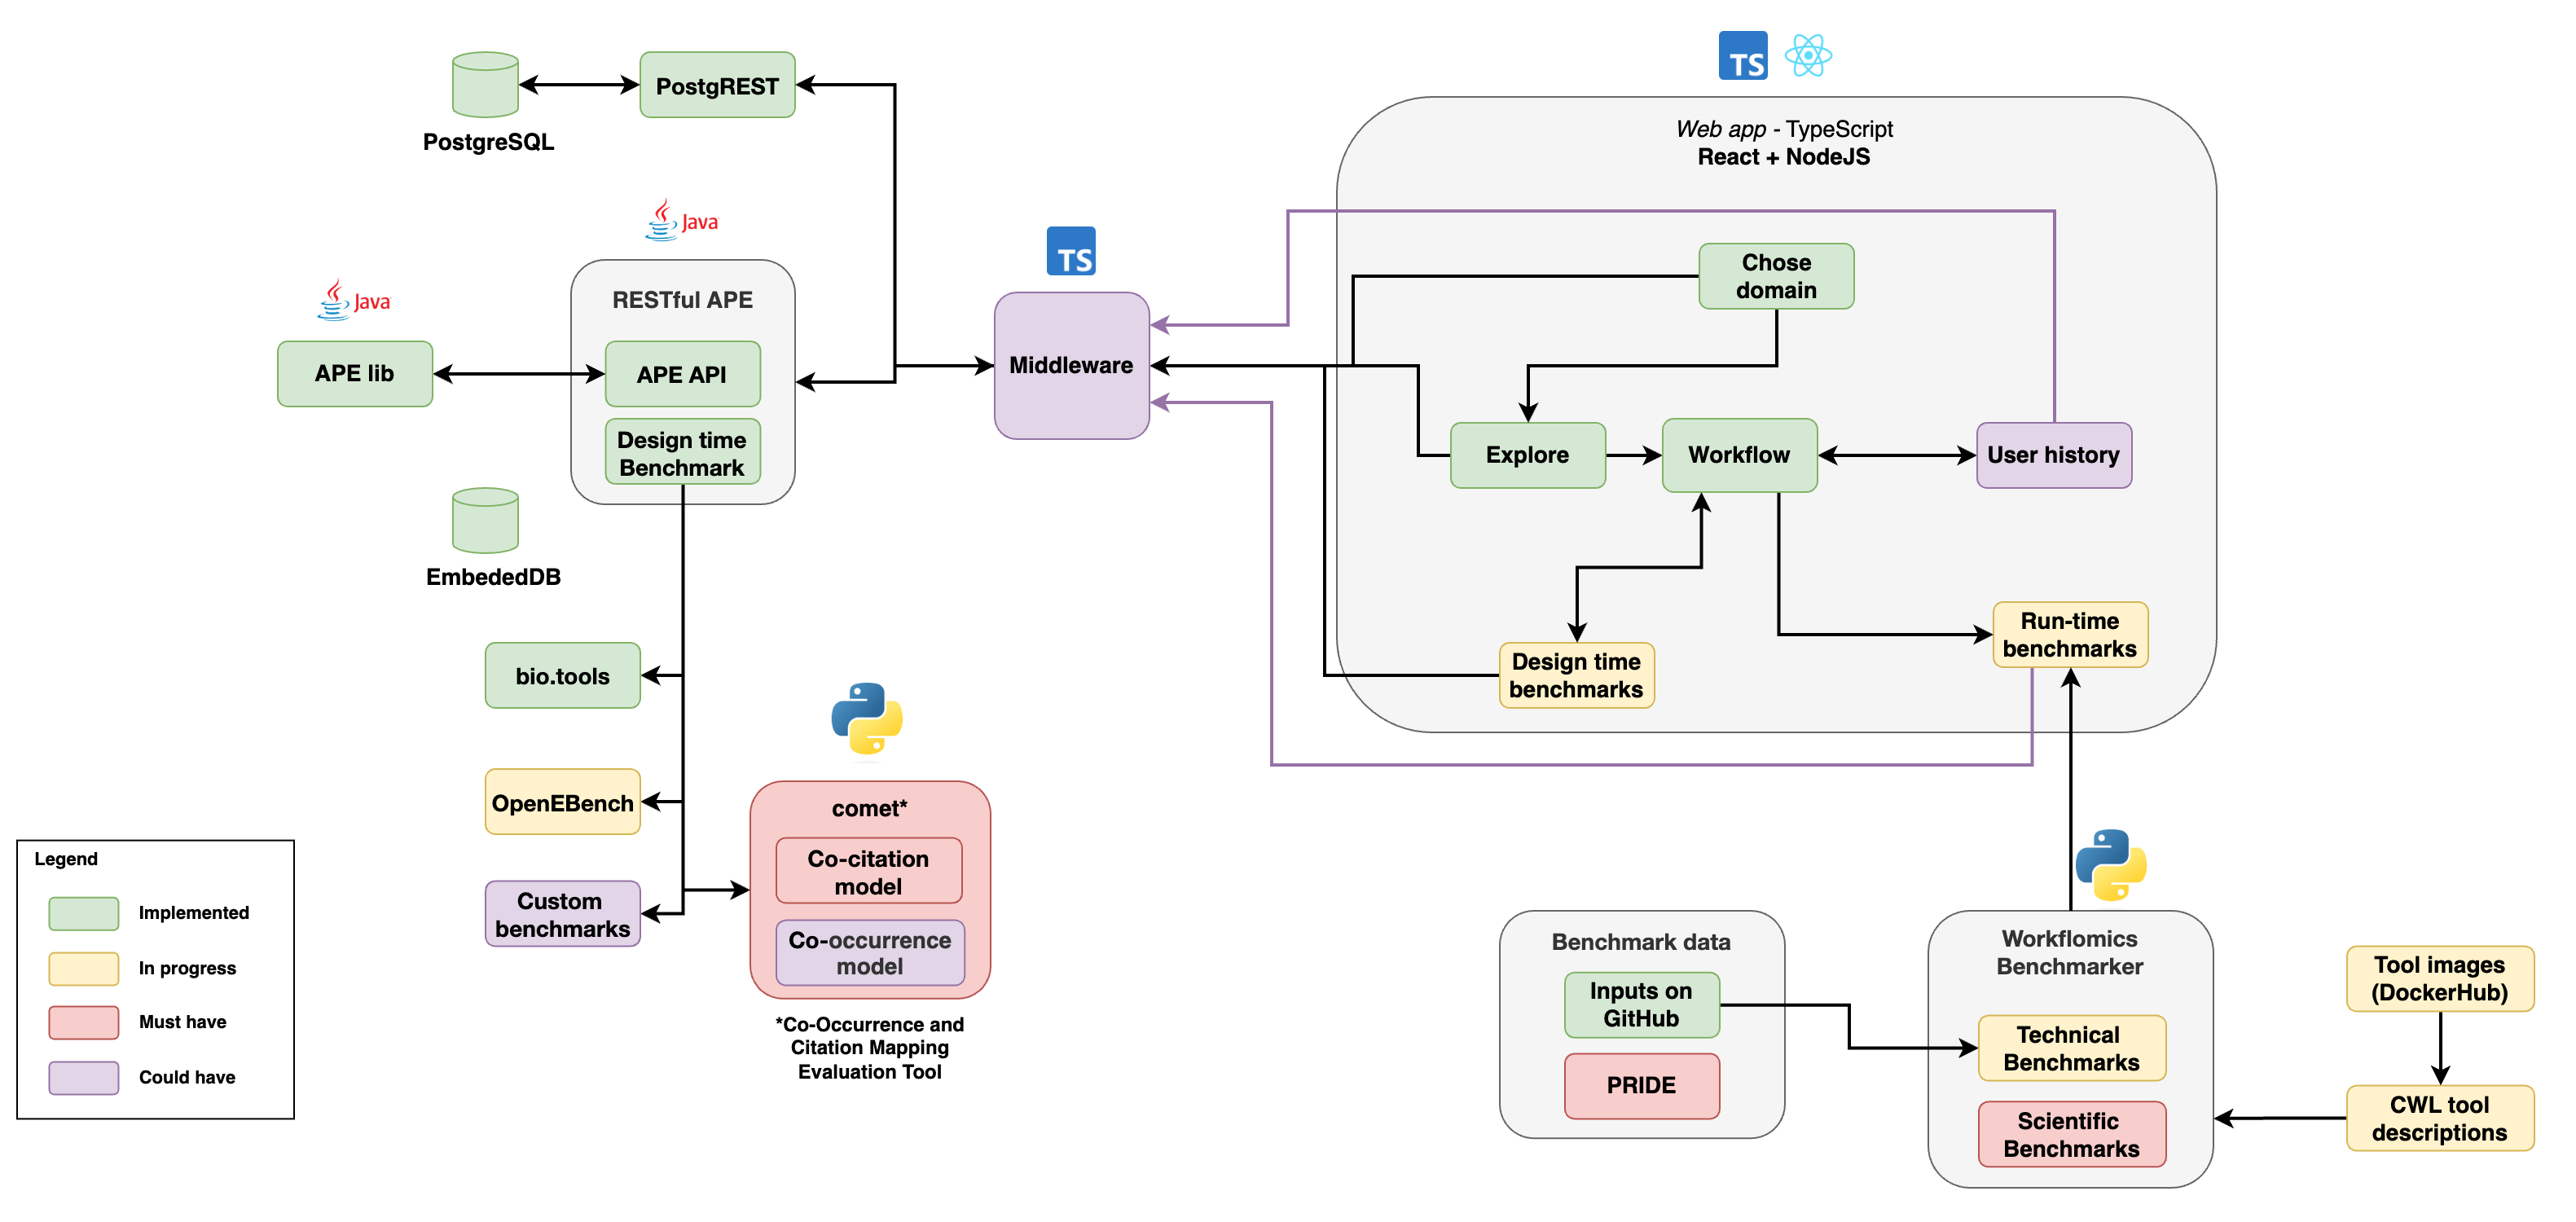 TS
PostgREST
PostgreSQL
Web app - TypeScript
React + NodeJS
Java
TS
Chose
domain
Java
RESTful APE
APE lib
APE API
Middleware
Design time
Benchmark
Explore
Workflow
User history
EmbededDB
Run-time
benchmarks
bio.tools
Design time
benchmarks
OpenEBench
comet*
Co-citation
model
Custom
benchmarks
Co-occurrence
model
*Co-Occurrence and
Citation Mapping
Evaluation Tool
Legend
Implemented
In progress
Must have
Could have
Benchmark data
Inputs on
GitHub
PRIDE
Workflomics
Benchmarker
Technical
Benchmarks
Scientific
Benchmarks
Tool images
(DockerHub)
CWL tool
descriptions